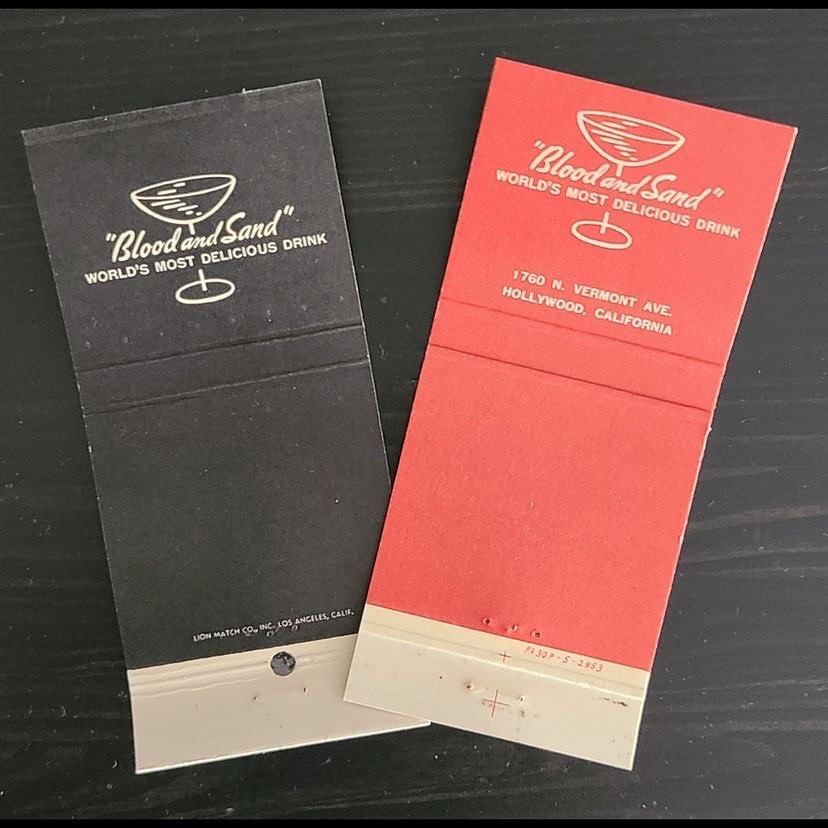 "Blood and Sand"
WORLD'S MOST DELICIOUS DRINK
LION MATCH CO., INC. LOS ANGELES, CALIF.
"Blood and Sand"
WORLD'S MOST DELICIOUS DRINK
1760 N. VERMONT AVE.
HOLLYWOOD, CALIFORNIA
PA30P-5-2953